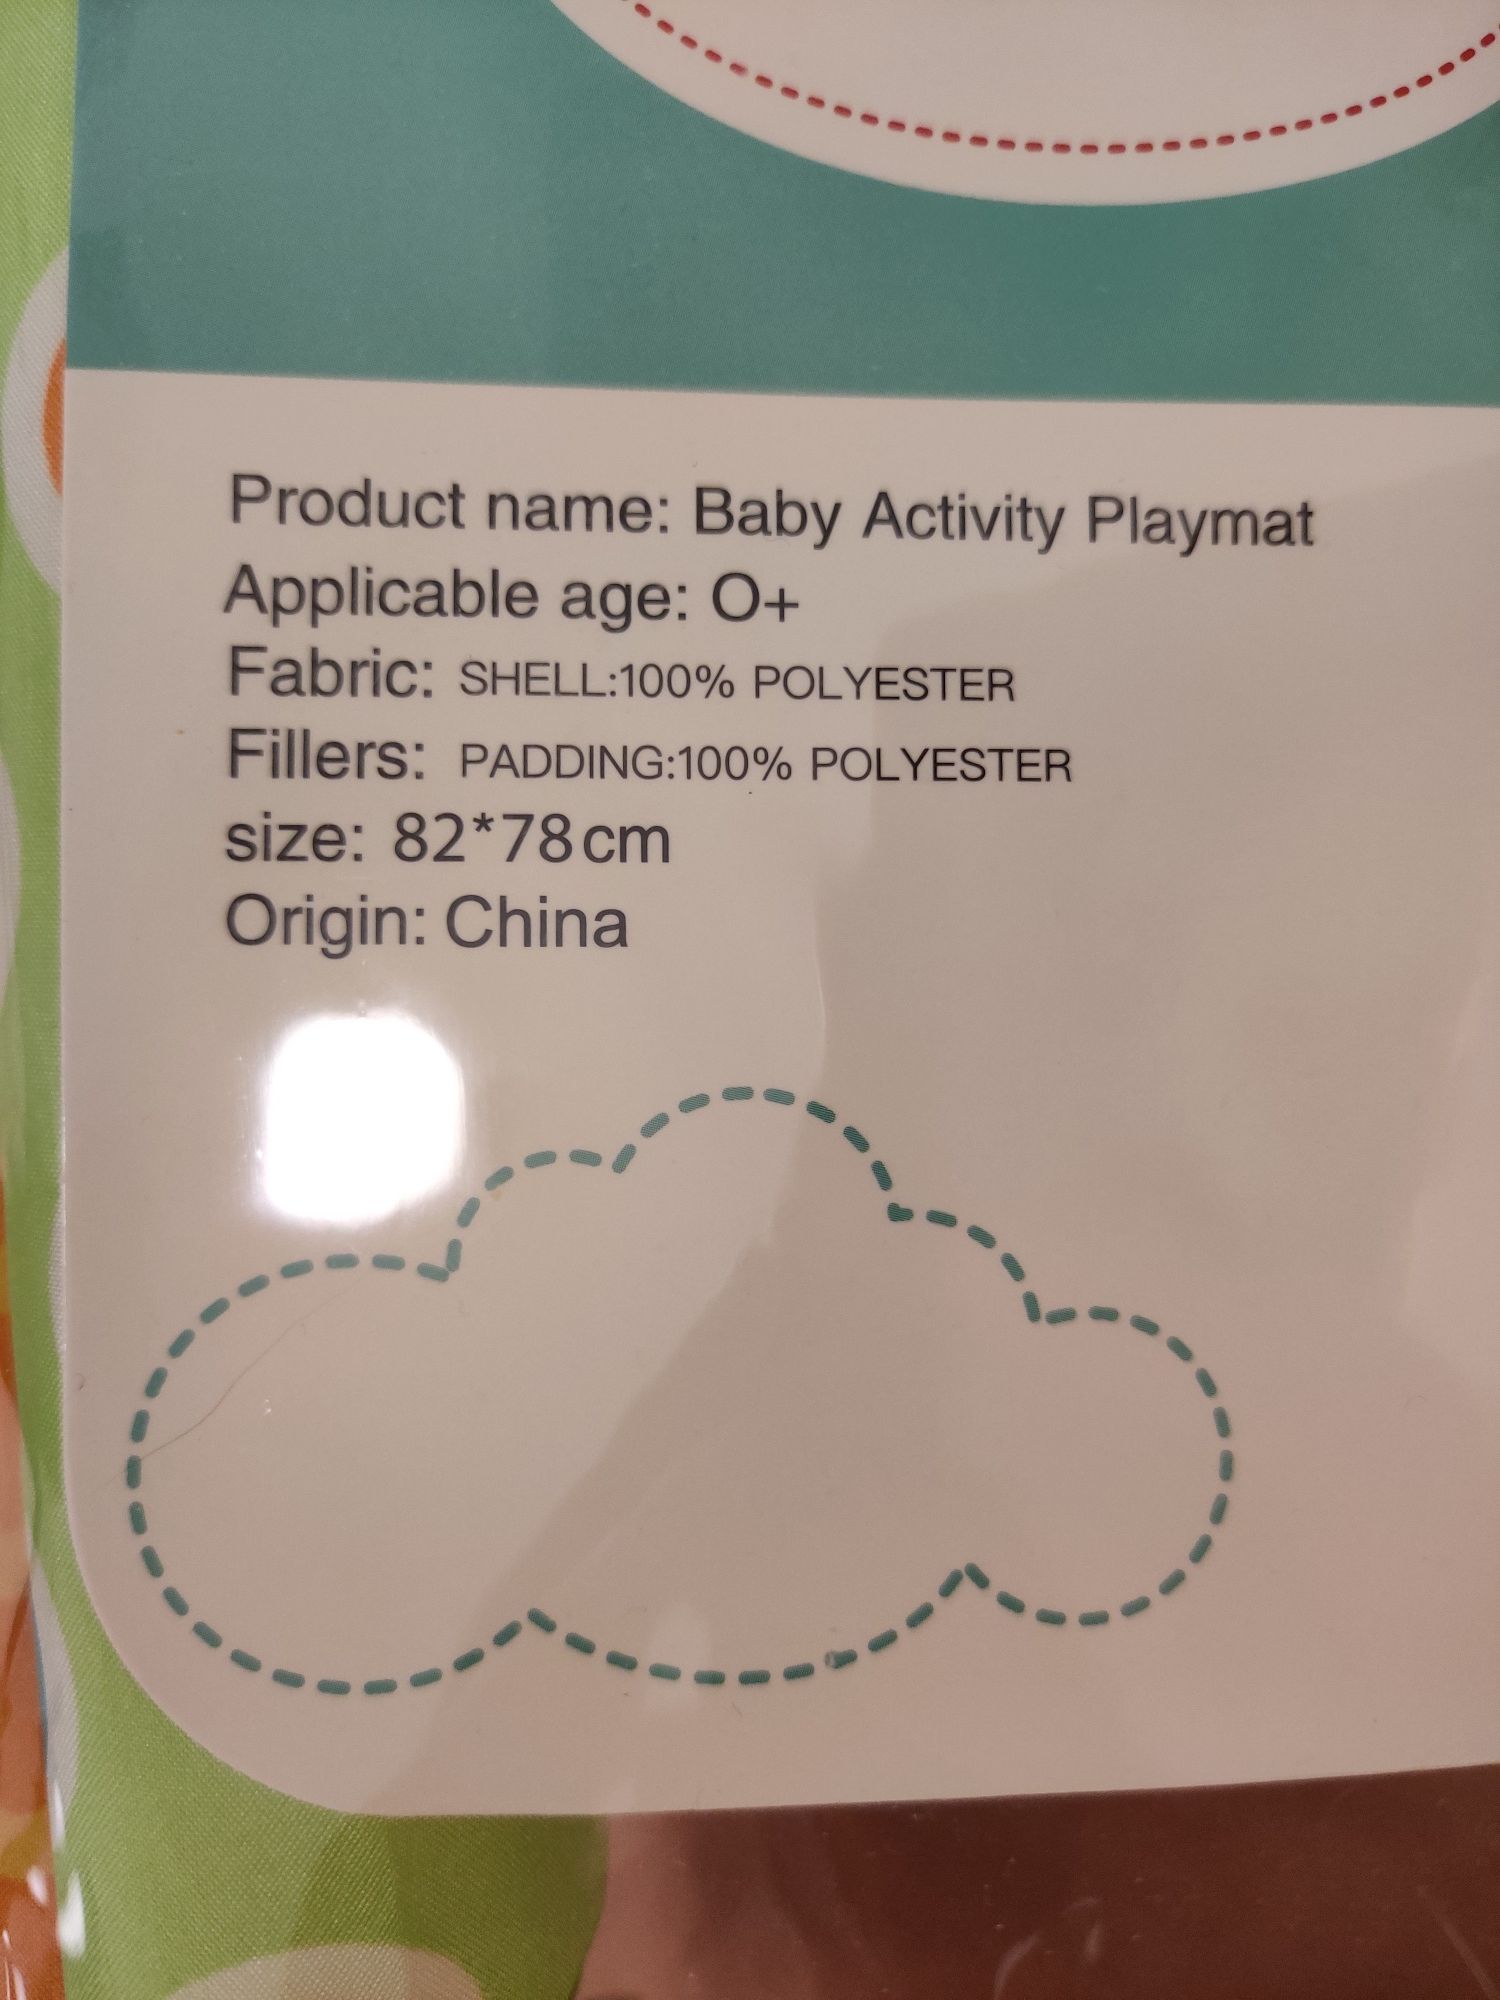 Product name: Baby Activity Playmat
Applicable age: O+
Fabric: SHELL:100% POLYESTER
Fillers: PADDING:100% POLYESTER
size: 82*78cm
Origin: China